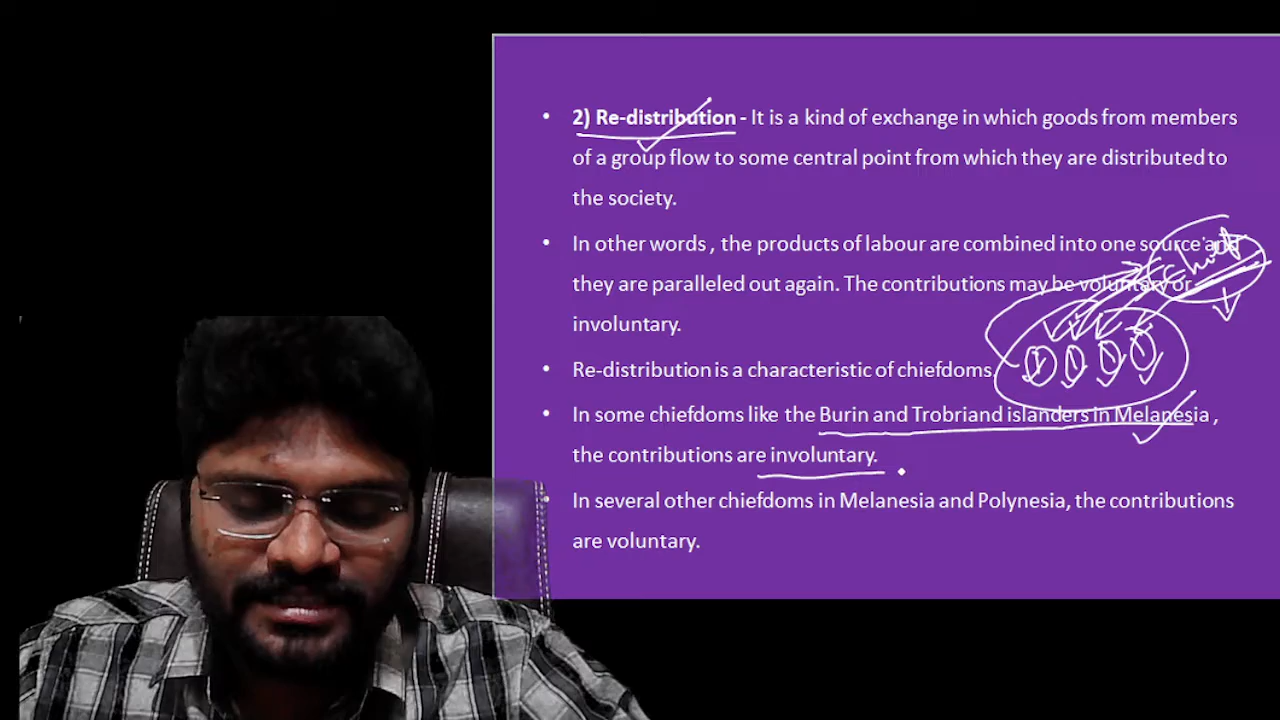 • 2) Re-distribution - It is a kind of exchange in which goods from members
of a group flow to some central point from which they are distributed to
the society.
• In other words , the products of labour are combined into one source and
they are paralleled out again. The contributions may be voluntary or
involuntary.
• Re-distribution is a characteristic of chiefdoms.
• In some chiefdoms like the Burin and Trobriand islanders in Melanesia ,
the contributions are involuntary.
• In several other chiefdoms in Melanesia and Polynesia, the contributions
are voluntary.